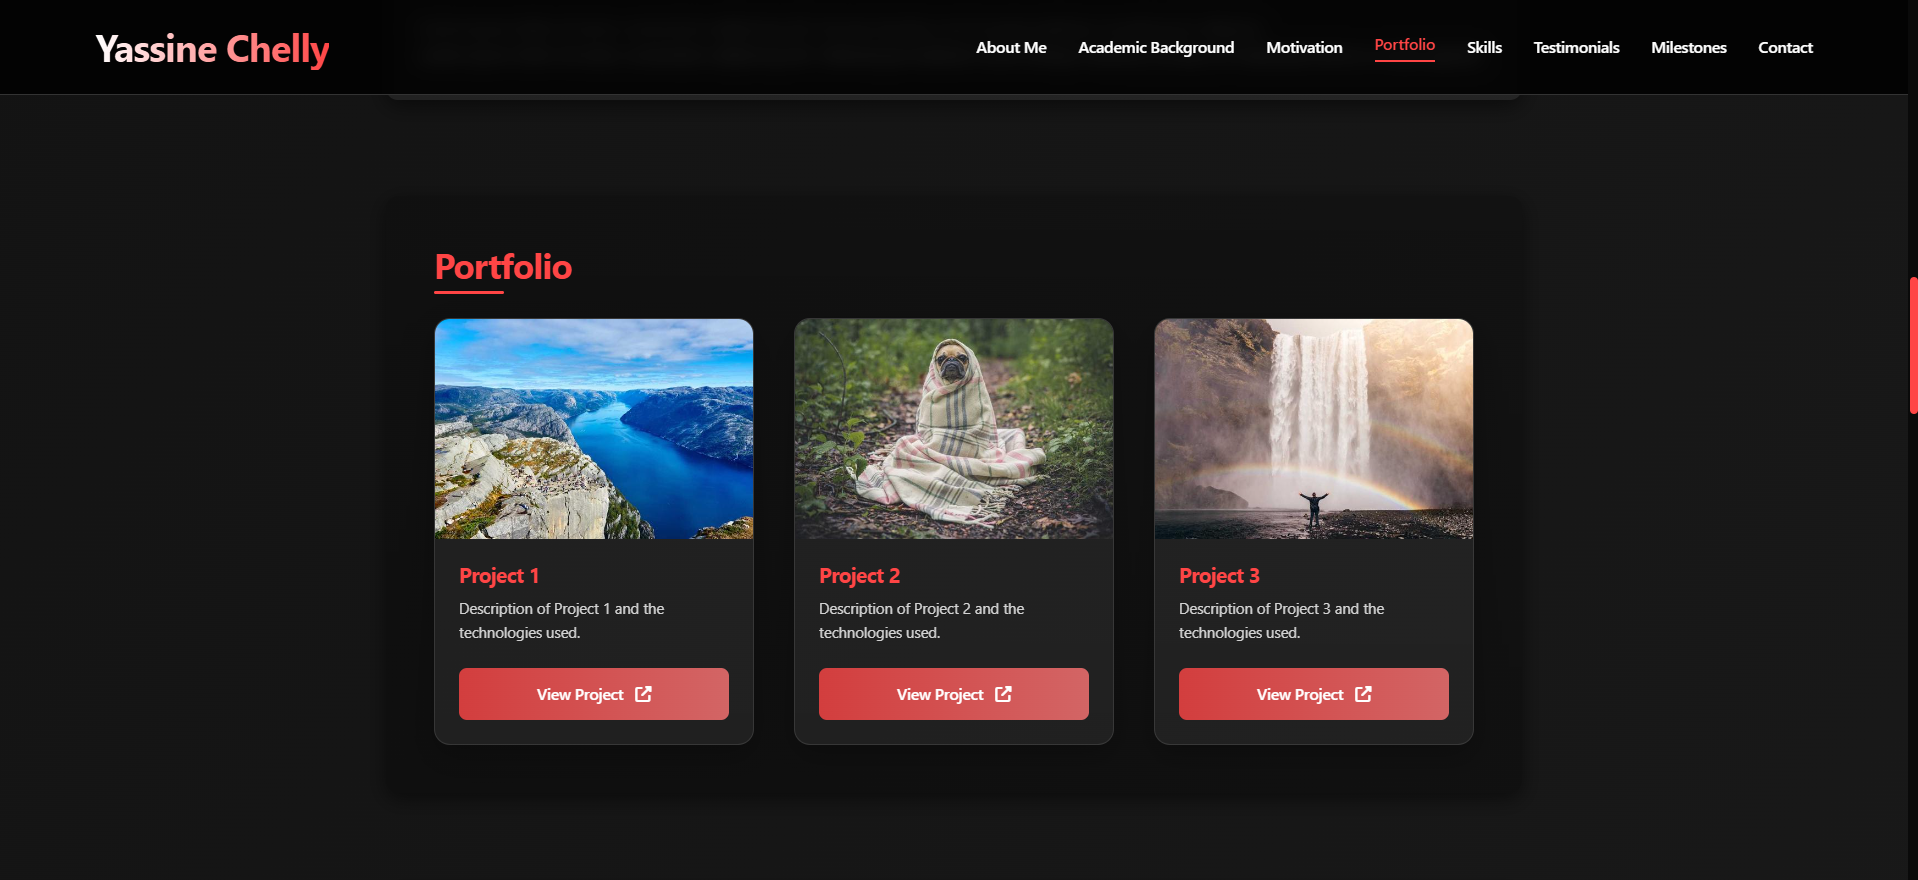 Yassine Chelly
About Me Academic Background Motivation Portfolio Skills Testimonials Milestones Contact
Portfolio
Project 1
Description of Project 1 and the
technologies used.
View Project
Project 2
Description of Project 2 and the
technologies used.
View Project
Project 3
Description of Project 3 and the
technologies used.
View Project